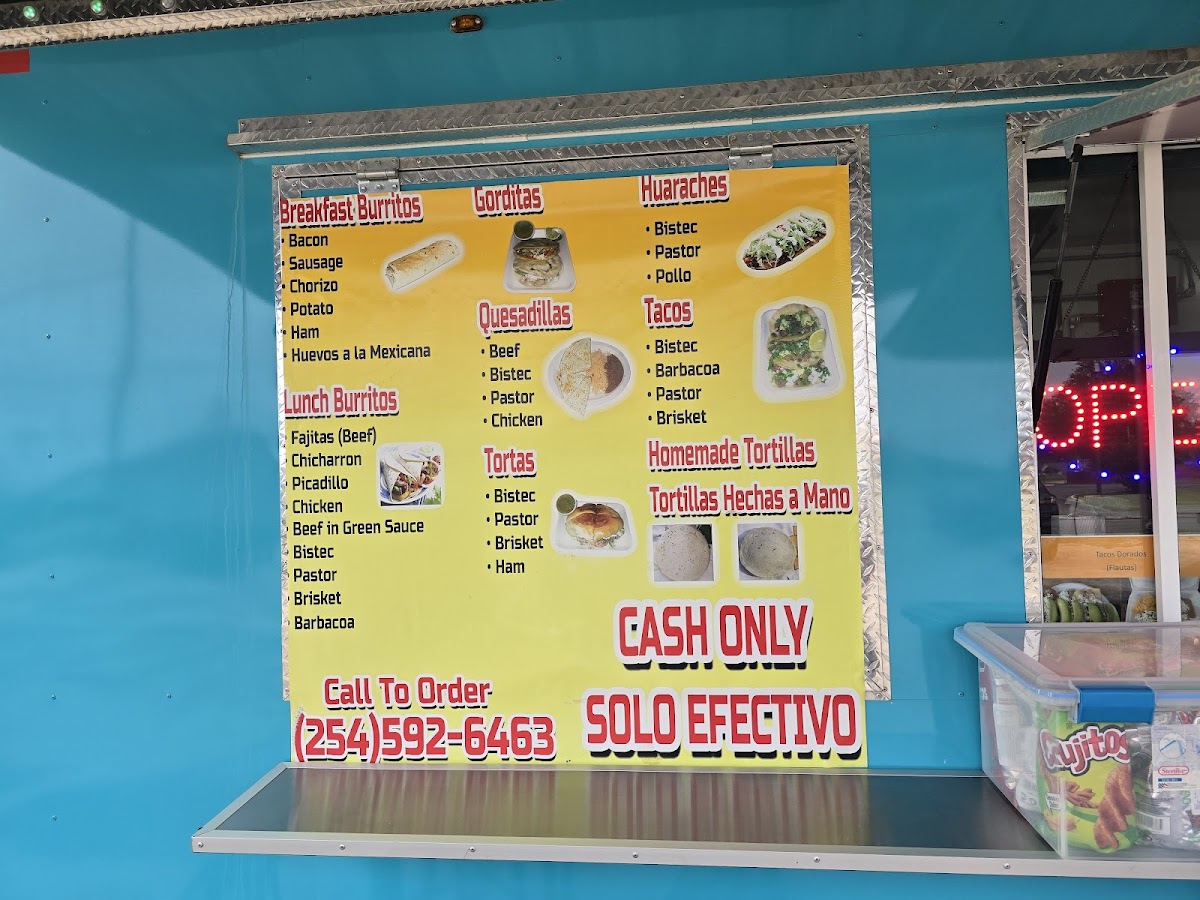 Breakfast Burritos
· Bacon
· Sausage
· Chorizo
· Potato
· Ham
· Huevos a la Mexicana
Lunch Burritos
· Fajitas (Beef)
· Chicharron
· Picadillo
· Chicken
· Beef in Green Sauce
· Bistec
· Pastor
· Brisket
· Barbacoa
Call To Order
(254)592-6463
Gorditas
Quesadillas
· Beef
· Bistec
· Pastor
· Chicken
Tortas
· Bistec
· Pastor
· Brisket
· Ham
Huaraches
· Bistec
· Pastor
· Pollo
Tacos
· Bistec
· Barbacoa
· Pastor
· Brisket
Homemade Tortillas
Tortillas Hechas a Mano
CASH ONLY
SOLO EFECTIVO
OPE
Tacos Dorados
(Flautas)
Crujitos
Sterilite